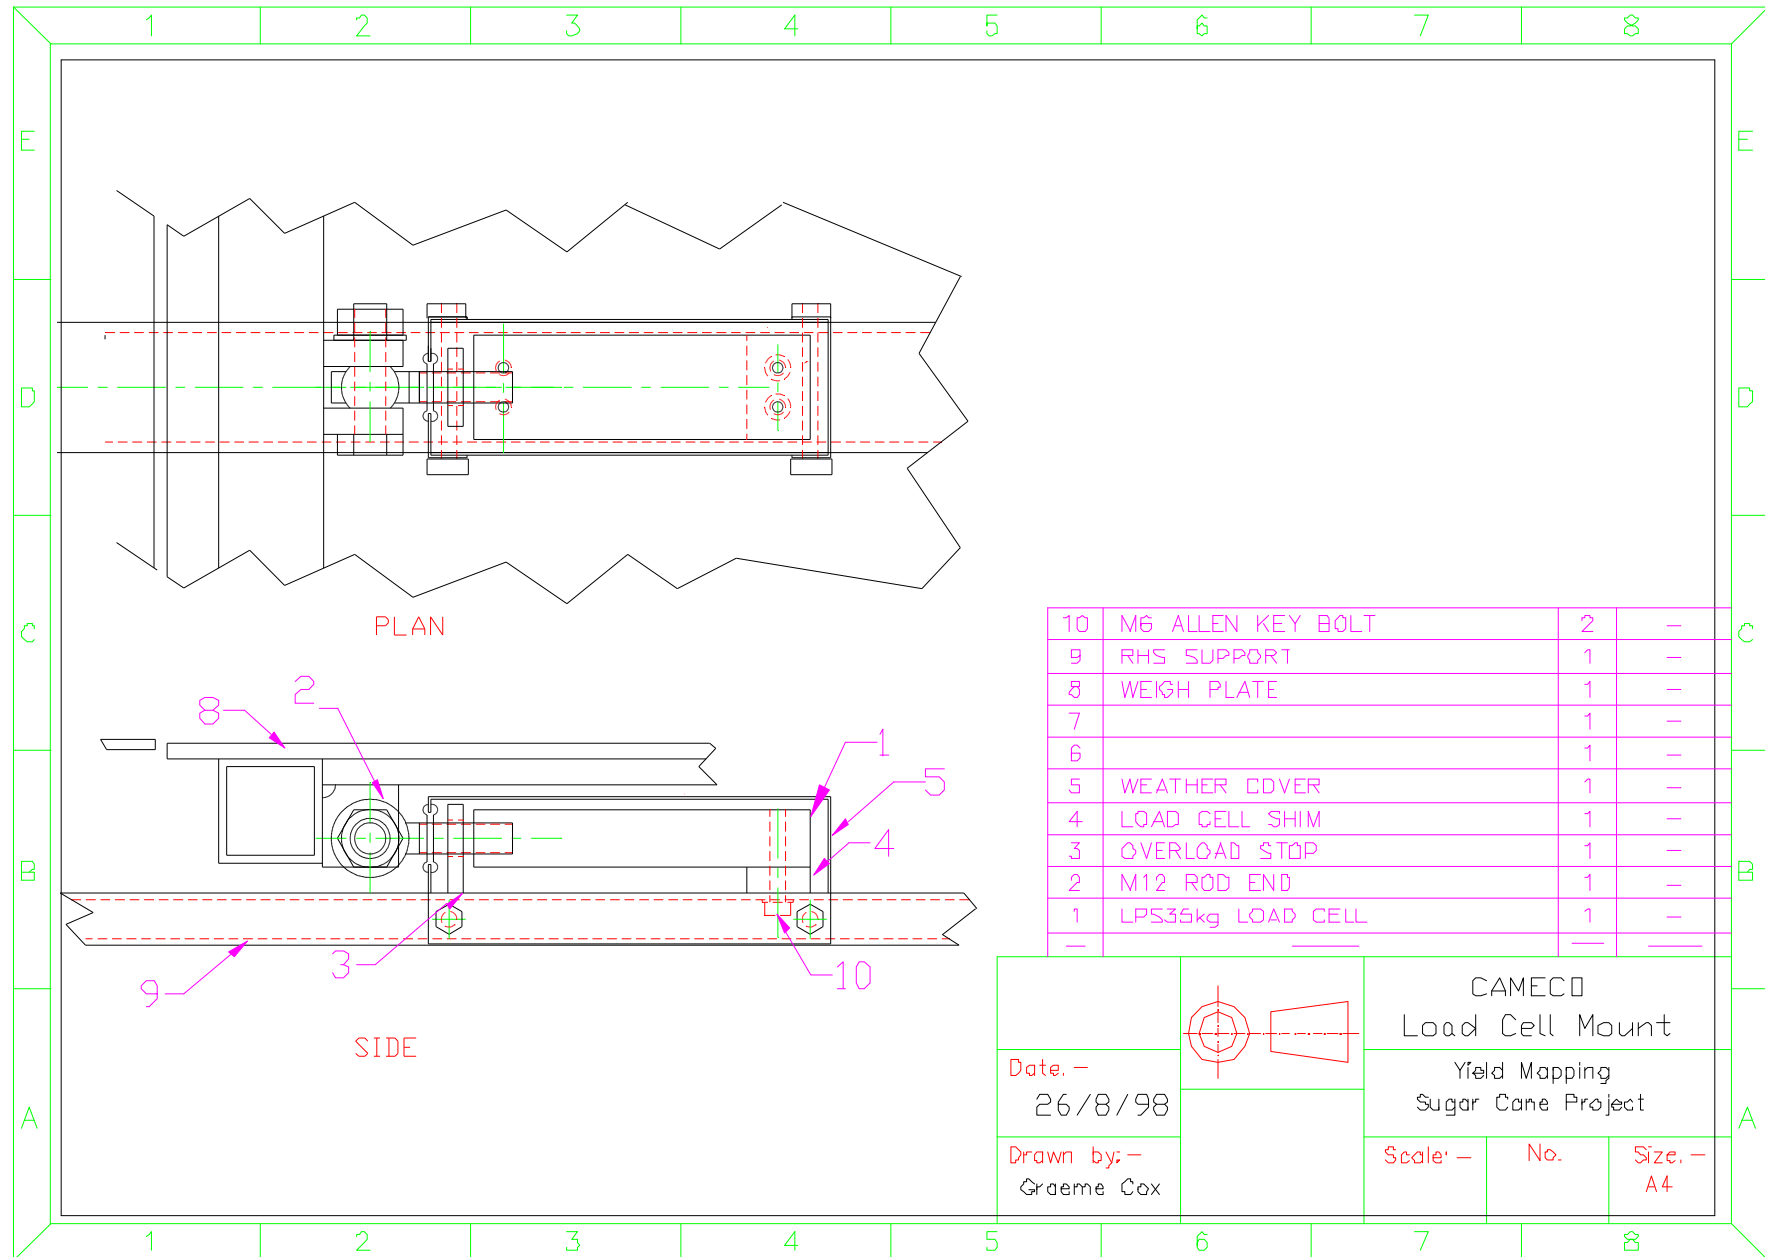 1 2 3 4 5 6 7 8
E E
D D
C C
B B
A A
PLAN
8 2 1 5 4 3 10 9
SIDE
10 M6 ALLEN KEY BOLT 2 –
9 RHS SUPPORT 1 –
8 WEIGH PLATE 1 –
7 1 –
6 1 –
5 WEATHER COVER 1 –
4 LOAD CELL SHIM 1 –
3 OVERLOAD STOP 1 –
2 M12 ROD END 1 –
1 LPS35kg LOAD CELL 1 –
CAMECO
Load Cell Mount
Date.–
26/8/98
Yield Mapping
Sugar Cane Project
Drawn by:–
Graeme Cox
Scale:–
No.
Size.–
A4
1 2 3 4 5 6 7 8